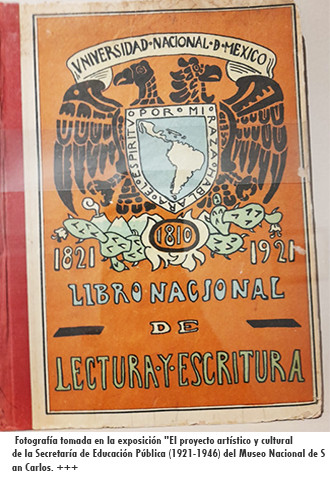 UNIVERSIDAD·NACIONAL·D·MEXICO
POR·MI·RAZA·HABLARA·EL·ESPIRITU
1810
1821 1921
LIBRO NACIONAL
DE
LECTURA·Y·ESCRITURA
Fotografía tomada en la exposición "El proyecto artístico y cultural
de la Secretaría de Educación Pública (1921-1946) del Museo Nacional de S
an Carlos. +++